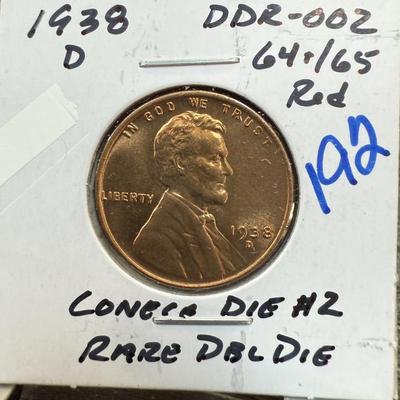 1938 DDR-002
D 64+/65
Red
192
IN GOD WE TRUST
LIBERTY
1938
D
CONECA DIE #2
RARE DBL DIE